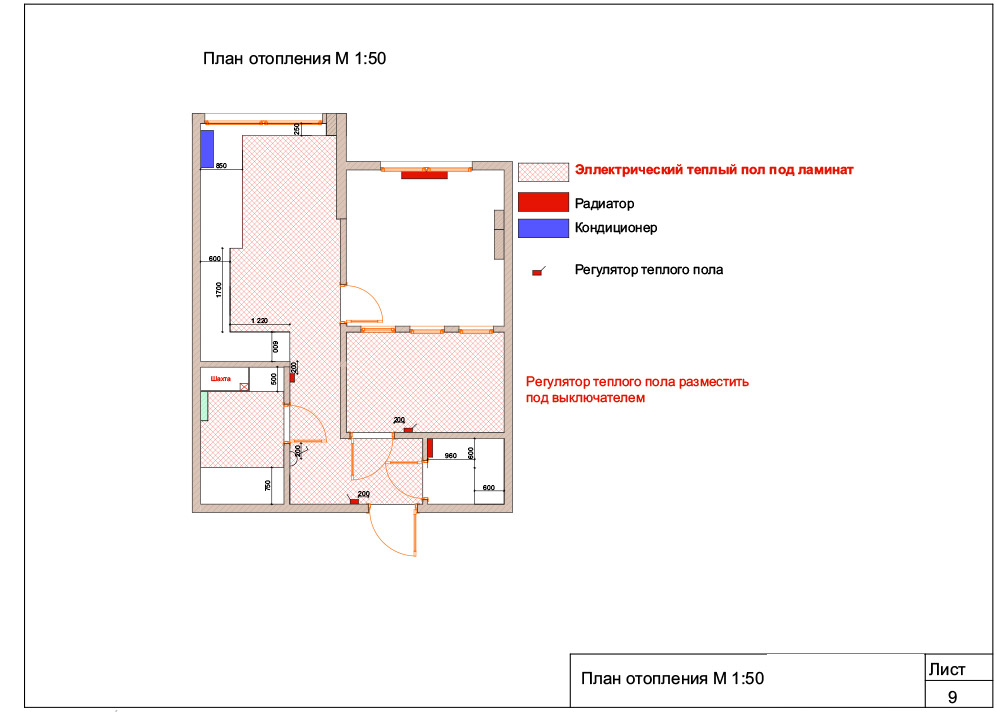 План отопления М 1:50
250
850
Эллектрический теплый пол под ламинат
Радиатор
Кондиционер
600
Регулятор теплого пола
1700
1 220
600
200
Шахта
500
Регулятор теплого пола разместить
под выключателем
200
200
960
600
750
600
200
План отопления М 1:50
Лист
9